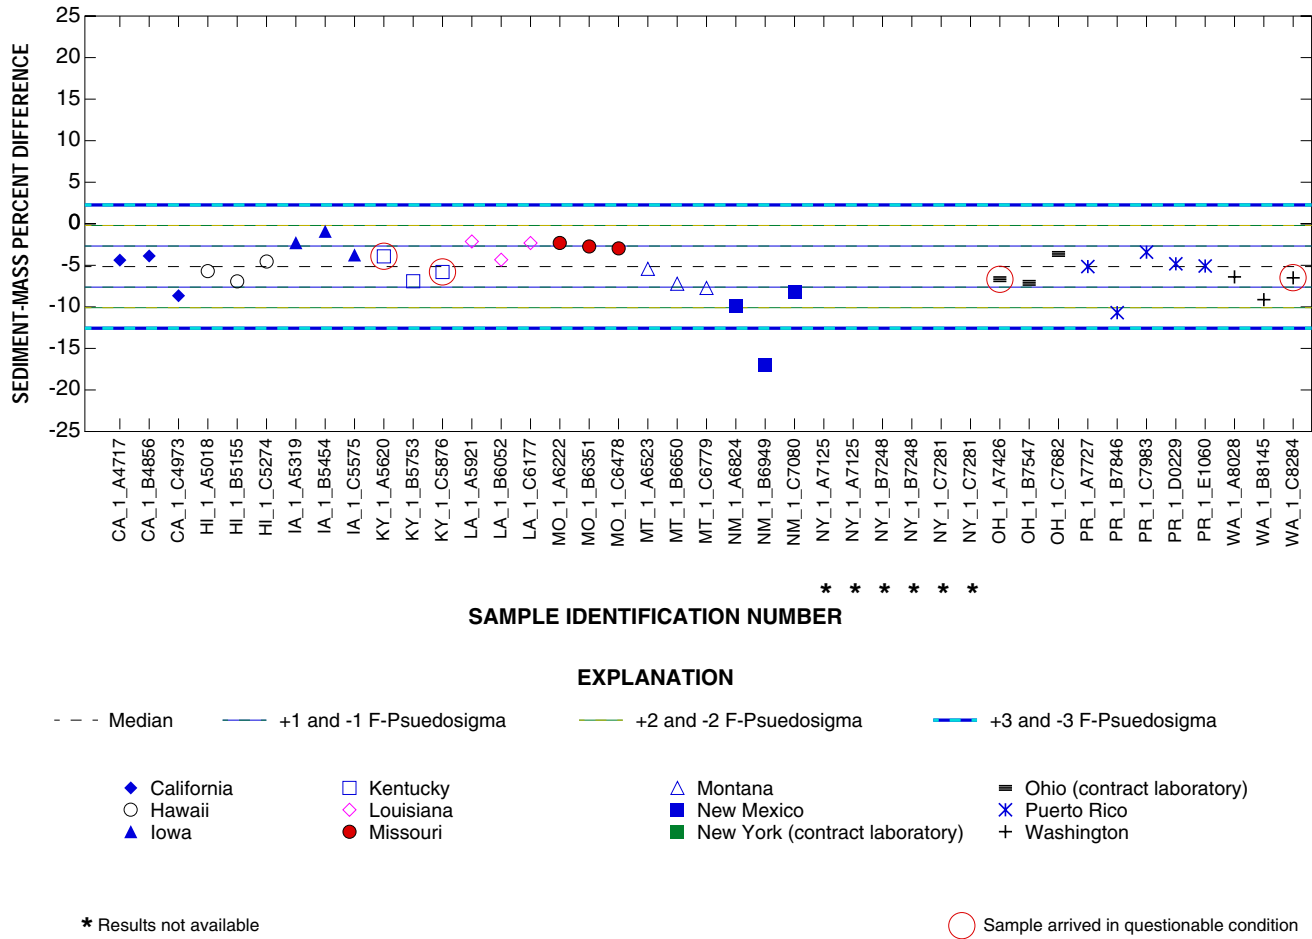 SEDIMENT-MASS PERCENT DIFFERENCE
25
20
15
10
5
0
-5
-10
-15
-20
-25
CA_1_A4717
CA_1_B4856
CA_1_C4973
HI_1_A5018
HI_1_B5155
HI_1_C5274
IA_1_A5319
IA_1_B5454
IA_1_C5575
KY_1_A5620
KY_1_B5753
KY_1_C5876
LA_1_A5921
LA_1_B6052
LA_1_C6177
MO_1_A6222
MO_1_B6351
MO_1_C6478
MT_1_A6523
MT_1_B6650
MT_1_C6779
NM_1_A6824
NM_1_B6949
NM_1_C7080
NY_1_A7125
NY_1_A7125
NY_1_B7248
NY_1_B7248
NY_1_C7281
NY_1_C7281
OH_1_A7426
OH_1_B7547
OH_1_C7682
PR_1_A7727
PR_1_B7846
PR_1_C7983
PR_1_D0229
PR_1_E1060
WA_1_A8028
WA_1_B8145
WA_1_C8284
* * * * * *
SAMPLE IDENTIFICATION NUMBER
EXPLANATION
Median
+1 and -1 F-Psuedosigma
+2 and -2 F-Psuedosigma
+3 and -3 F-Psuedosigma
California
Hawaii
Iowa
Kentucky
Louisiana
Missouri
Montana
New Mexico
New York (contract laboratory)
Ohio (contract laboratory)
Puerto Rico
Washington
* Results not available
Sample arrived in questionable condition